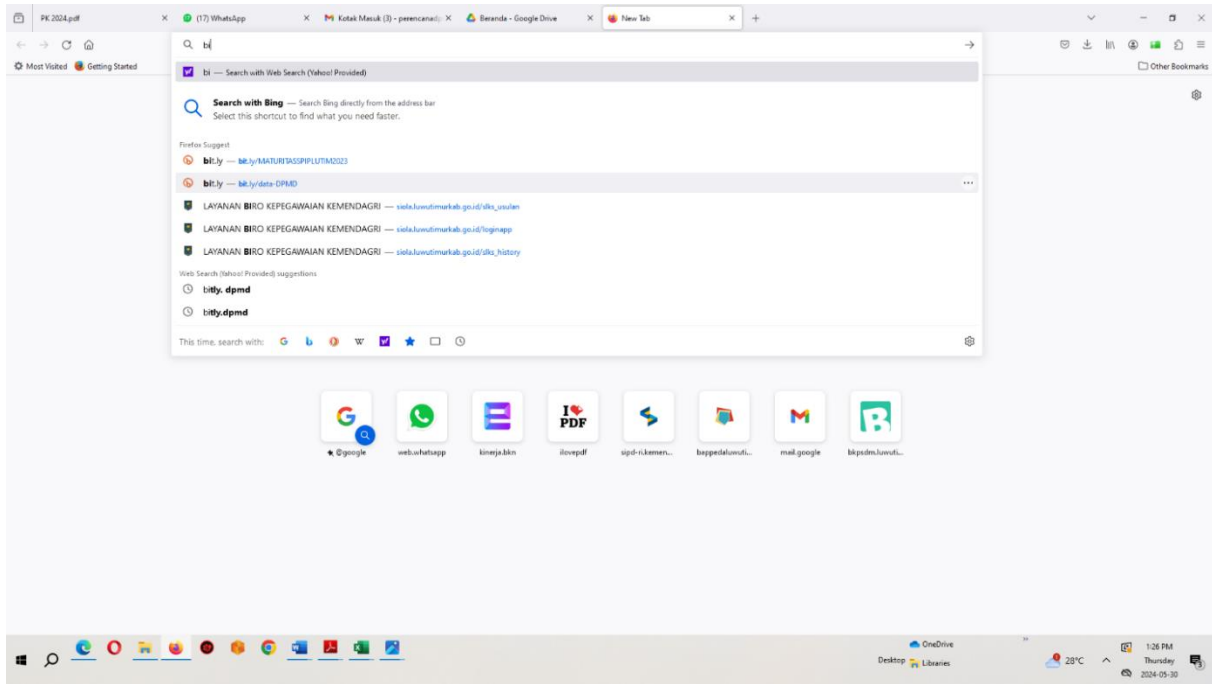 PK 2024.pdf
(17) WhatsApp
Kotak Masuk (3) - perencanadp
Beranda - Google Drive
New Tab
bi
Most Visited
Getting Started
Other Bookmarks
bi — Search with Web Search (Yahoo! Provided)
Search with Bing — Search Bing directly from the address bar
Select this shortcut to find what you need faster.
Firefox Suggest
bit.ly — bit.ly/MATURITASSPIPLUTIM2023
bit.ly — bit.ly/data-DPMD
LAYANAN BIRO KEPEGAWAIAN KEMENDAGRI — siola.luwutimurkab.go.id/slks_usulan
LAYANAN BIRO KEPEGAWAIAN KEMENDAGRI — siola.luwutimurkab.go.id/loginapp
LAYANAN BIRO KEPEGAWAIAN KEMENDAGRI — siola.luwutimurkab.go.id/slks_history
Web Search (Yahoo! Provided) suggestions
bitly. dpmd
bitly.dpmd
This time, search with:
I PDF
@google
web.whatsapp
kinerja.bkn
ilovepdf
sipd-ri.kemen...
bappedaluwuti...
mail.google
bkpsdm.luwuti...
OneDrive
Desktop
Libraries
28°C
1:26 PM
Thursday
2024-05-30